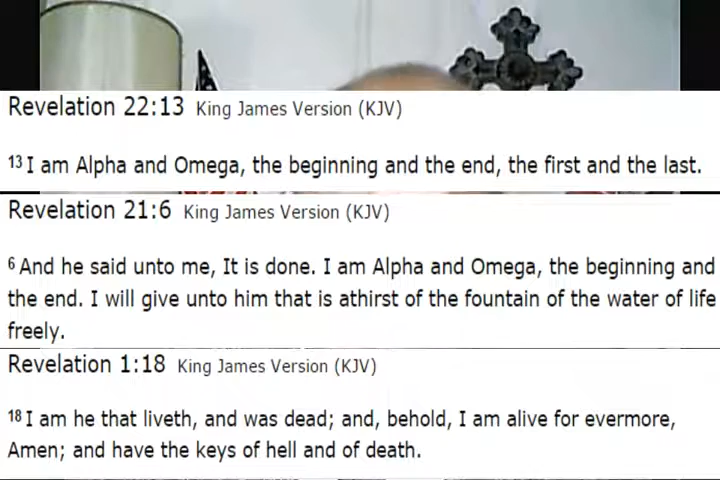 Revelation 22:13 King James Version (KJV)
13 I am Alpha and Omega, the beginning and the end, the first and the last.
Revelation 21:6 King James Version (KJV)
6 And he said unto me, It is done. I am Alpha and Omega, the beginning and
the end. I will give unto him that is athirst of the fountain of the water of life
freely.
Revelation 1:18 King James Version (KJV)
18 I am he that liveth, and was dead; and, behold, I am alive for evermore,
Amen; and have the keys of hell and of death.